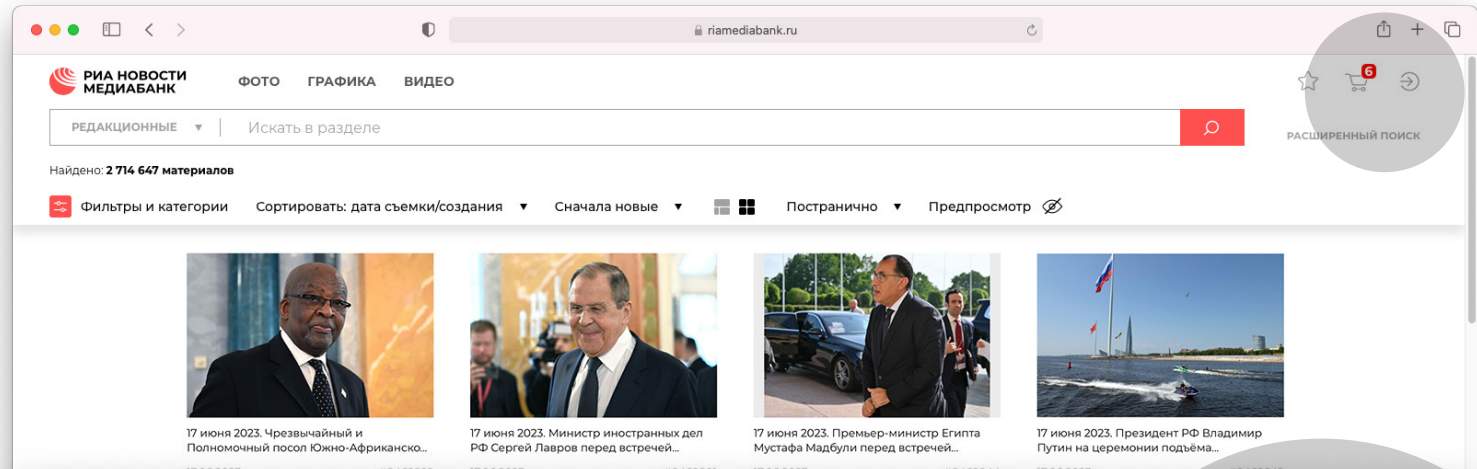 riamediabank.ru
РИА НОВОСТИ
МЕДИАБАНК
ФОТО ГРАФИКА ВИДЕО
6
РЕДАКЦИОННЫЕ ▼ Искать в разделе
РАСШИРЕННЫЙ ПОИСК
Найдено: 2 714 647 материалов
Фильтры и категории Сортировать: дата съемки/создания ▼ Сначала новые ▼ Постранично ▼ Предпросмотр
17 июня 2023. Чрезвычайный и
Полномочный посол Южно-Африканско...
17 июня 2023. Министр иностранных дел
РФ Сергей Лавров перед встречей...
17 июня 2023. Премьер-министр Египта
Мустафа Мадбули перед встречей...
17 июня 2023. Президент РФ Владимир
Путин на церемонии подъёма...